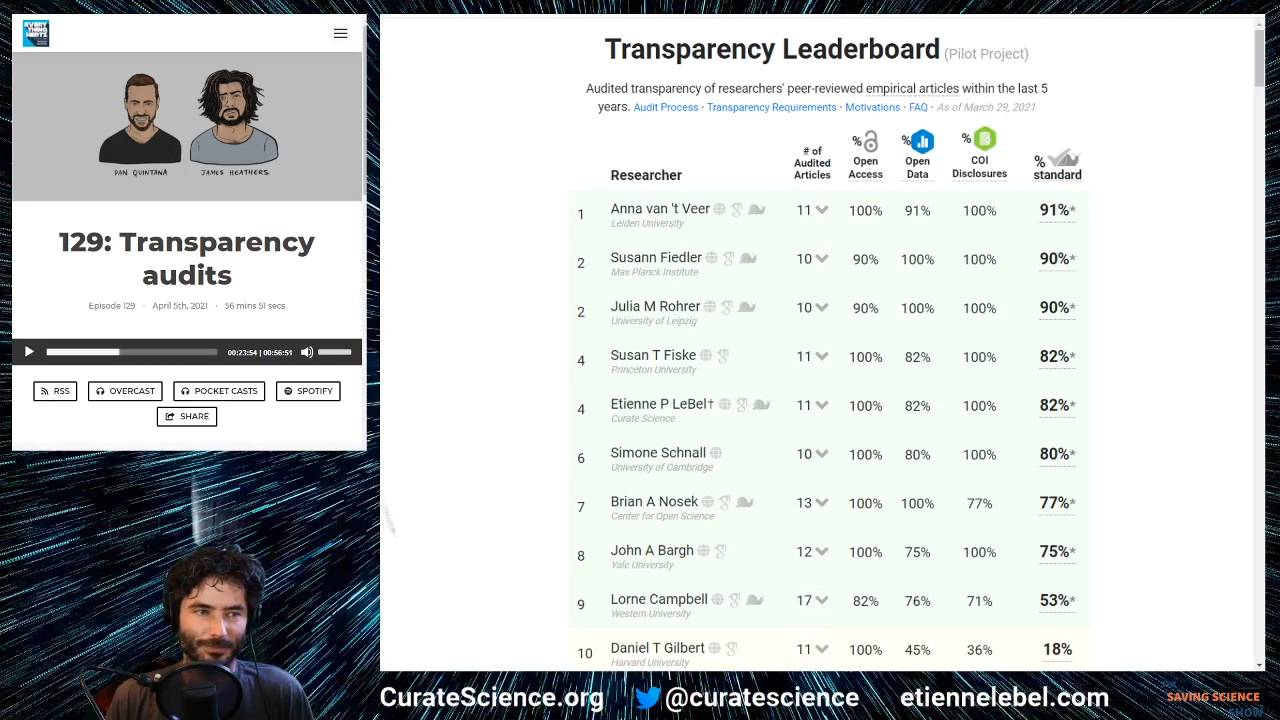 EVERY
THING
HERTZ
DAN QUINTANA
JAMES HEATHERS
129: Transparency
audits
Episode 129 · April 5th, 2021 · 56 mins 51 secs
00:23:54 | 00:56:51
RSS
OVERCAST
POCKET CASTS
SPOTIFY
SHARE
Transparency Leaderboard (Pilot Project)
Audited transparency of researchers' peer-reviewed empirical articles within the last 5
years. Audit Process · Transparency Requirements · Motivations · FAQ · As of March 29, 2021
Researcher # of Audited Articles % Open Access % Open Data % COI Disclosures % standard
1 Anna van 't Veer 11 100% 91% 100% 91%*
Leiden University
2 Susann Fiedler 10 90% 100% 100% 90%*
Max Planck Institute
2 Julia M Rohrer 10 90% 100% 100% 90%*
University of Leipzig
4 Susan T Fiske 11 100% 82% 100% 82%*
Princeton University
4 Etienne P LeBel† 11 100% 82% 100% 82%*
Curate Science
6 Simone Schnall 10 100% 80% 100% 80%*
University of Cambridge
7 Brian A Nosek 13 100% 100% 77% 77%*
Center for Open Science
8 John A Bargh 12 100% 75% 100% 75%*
Yale University
9 Lorne Campbell 17 82% 76% 71% 53%*
Western University
10 Daniel T Gilbert 11 100% 45% 36% 18%
Harvard University
CurateScience.org @curatescience etiennelebel.com
THE
SAVING SCIENCE
SHOW